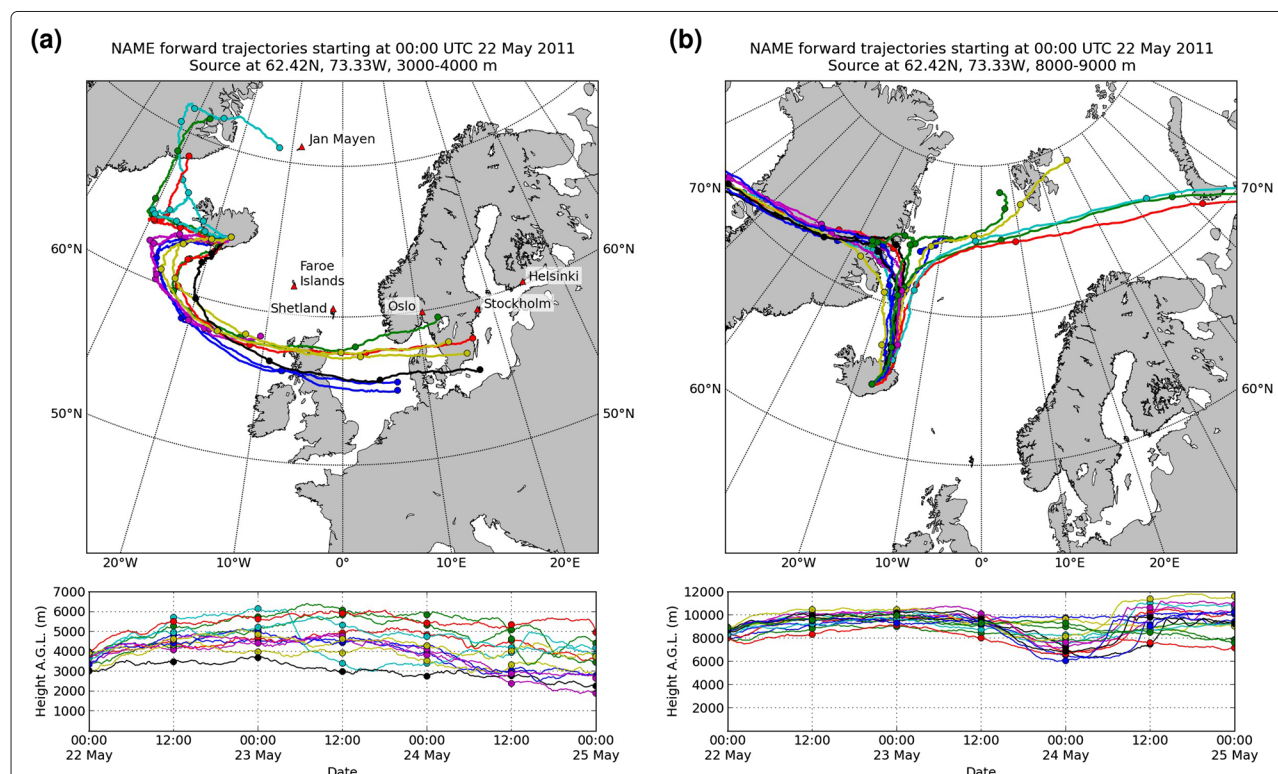 (a)
NAME forward trajectories starting at 00:00 UTC 22 May 2011
Source at 62.42N, 73.33W, 3000-4000 m
Jan Mayen
60°N
60°N
Faroe
Islands
Helsinki
Shetland
Oslo
Stockholm
50°N
50°N
20°W
10°W
0°
10°E
20°E
7000
6000
5000
4000
3000
2000
1000
Height A.G.L. (m)
00:00
12:00
00:00
12:00
00:00
12:00
00:00
22 May
23 May
24 May
25 May
Date
(b)
NAME forward trajectories starting at 00:00 UTC 22 May 2011
Source at 62.42N, 73.33W, 8000-9000 m
70°N
70°N
60°N
60°N
20°W
10°W
0°
10°E
20°E
12000
10000
8000
6000
4000
2000
Height A.G.L. (m)
00:00
12:00
00:00
12:00
00:00
12:00
00:00
22 May
23 May
24 May
25 May
Date